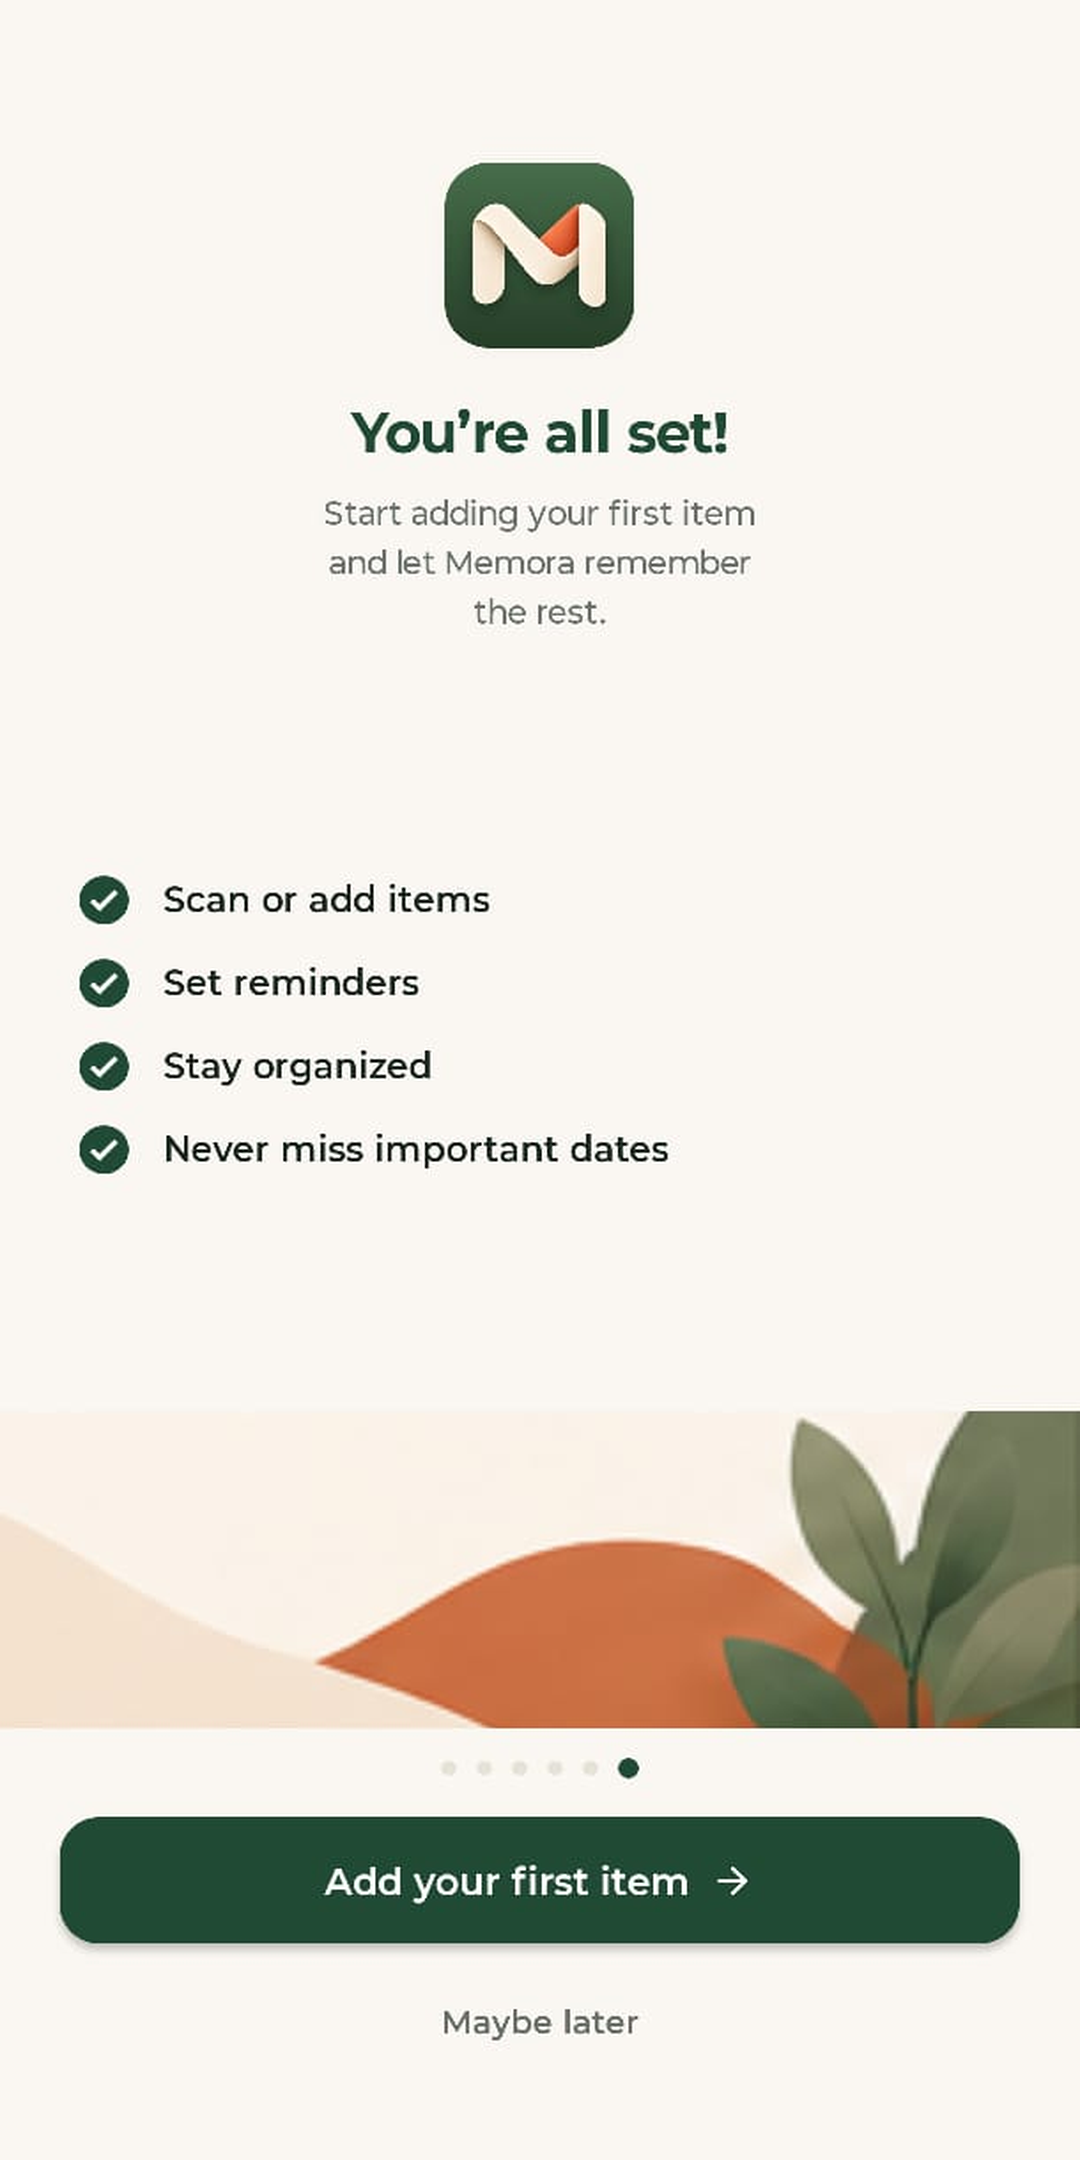 M
You’re all set!
Start adding your first item
and let Memora remember
the rest.
Scan or add items
Set reminders
Stay organized
Never miss important dates
Add your first item →
Maybe later